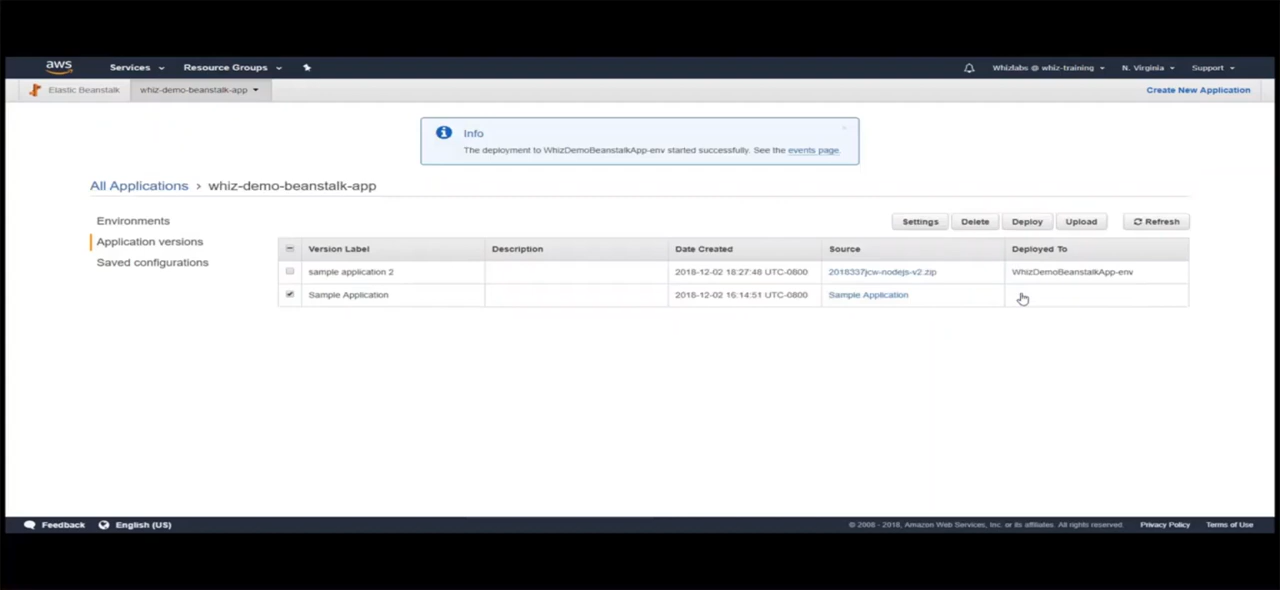 aws Services Resource Groups Whizlabs @ whiz-training N. Virginia Support
Elastic Beanstalk whiz-demo-beanstalk-app Create New Application
Info
The deployment to WhizDemoBeanstalkApp-env started successfully. See the events page.
All Applications > whiz-demo-beanstalk-app
Environments
Application versions
Saved configurations
Settings Delete Deploy Upload Refresh
Version Label Description Date Created Source Deployed To
sample application 2 2018-12-02 18:27:48 UTC-0800 2018337jcw-nodejs-v2.zip WhizDemoBeanstalkApp-env
Sample Application 2018-12-02 16:14:51 UTC-0800 Sample Application
Feedback English (US) © 2008 - 2018, Amazon Web Services, Inc. or its affiliates. All rights reserved. Privacy Policy Terms of Use